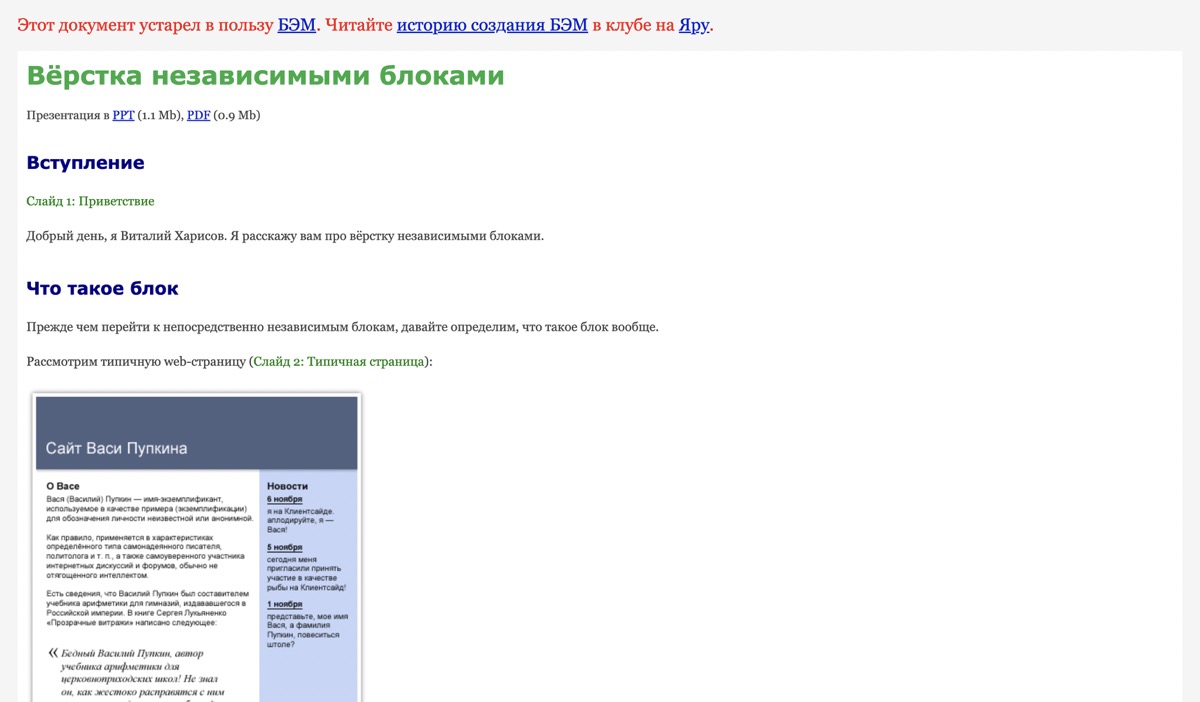 Этот документ устарел в пользу БЭМ. Читайте историю создания БЭМ в клубе на Яру.
Вёрстка независимыми блоками
Презентация в PPT (1.1 Mb), PDF (0.9 Mb)
Вступление
Слайд 1: Приветствие
Добрый день, я Виталий Харисов. Я расскажу вам про вёрстку независимыми блоками.
Что такое блок
Прежде чем перейти к непосредственно независимым блокам, давайте определим, что такое блок вообще.
Рассмотрим типичную web-страницу (Слайд 2: Типичная страница):
Сайт Васи Пупкина
О Васе
Вася (Василий) Пупкин — имя-экземплификант,
используемое в качестве примера (экземплификации)
для обозначения личности неизвестной или анонимной.
Как правило, применяется в характеристиках
определённого типа самонадеянного писателя,
политолога и т. п., а также самоуверенного участника
интернетных дискуссий и форумов, обычно не
отягощенного интеллектом.
Есть сведения, что Василий Пупкин был составителем
учебника арифметики для гимназий, издававшегося в
Российской империи. В книге Сергея Лукьяненко
«Прозрачные витражи» написано следующее:
« Бедный Василий Пупкин, автор
учебника арифметики для
церковноприходских школ! Не знал
он, как жестоко расправятся с ним
Новости
6 ноября
я на Клиентсайде.
аплодируйте, я —
Вася!
5 ноября
сегодня меня
пригласили принять
участие в качестве
рыбы на Клиентсайд!
1 ноября
представьте, мое имя
Вася, а фамилия
Пупкин, повеситься
штоле?